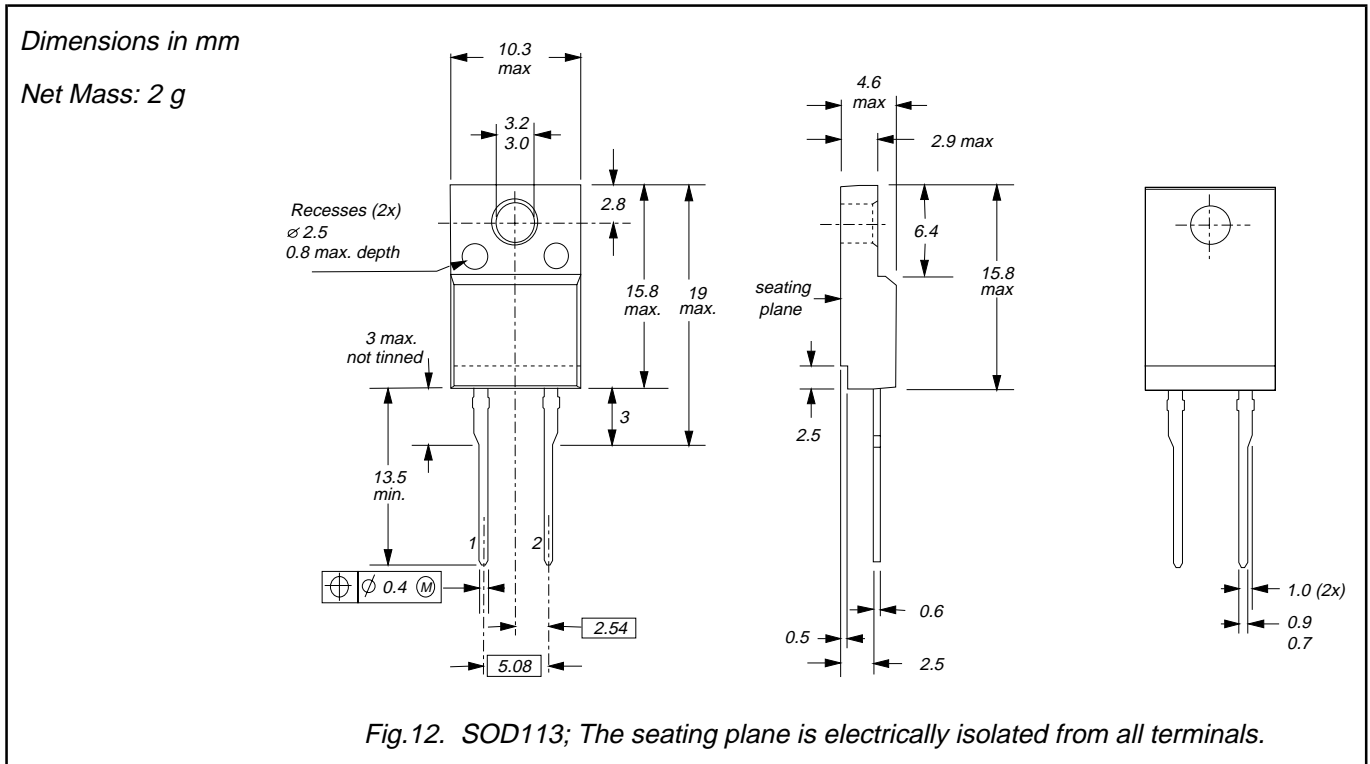 Dimensions in mm
Net Mass: 2 g
10.3
max
3.2
3.0
2.8
Recesses (2x)
⌀ 2.5
0.8 max. depth
15.8
max.
19
max.
3 max.
not tinned
3
13.5
min.
1
2
⌖ ⌀ 0.4 Ⓜ
2.54
5.08
4.6
max
2.9 max
6.4
15.8
max
seating
plane
2.5
0.6
0.5
2.5
1.0 (2x)
0.9
0.7
Fig.12. SOD113; The seating plane is electrically isolated from all terminals.